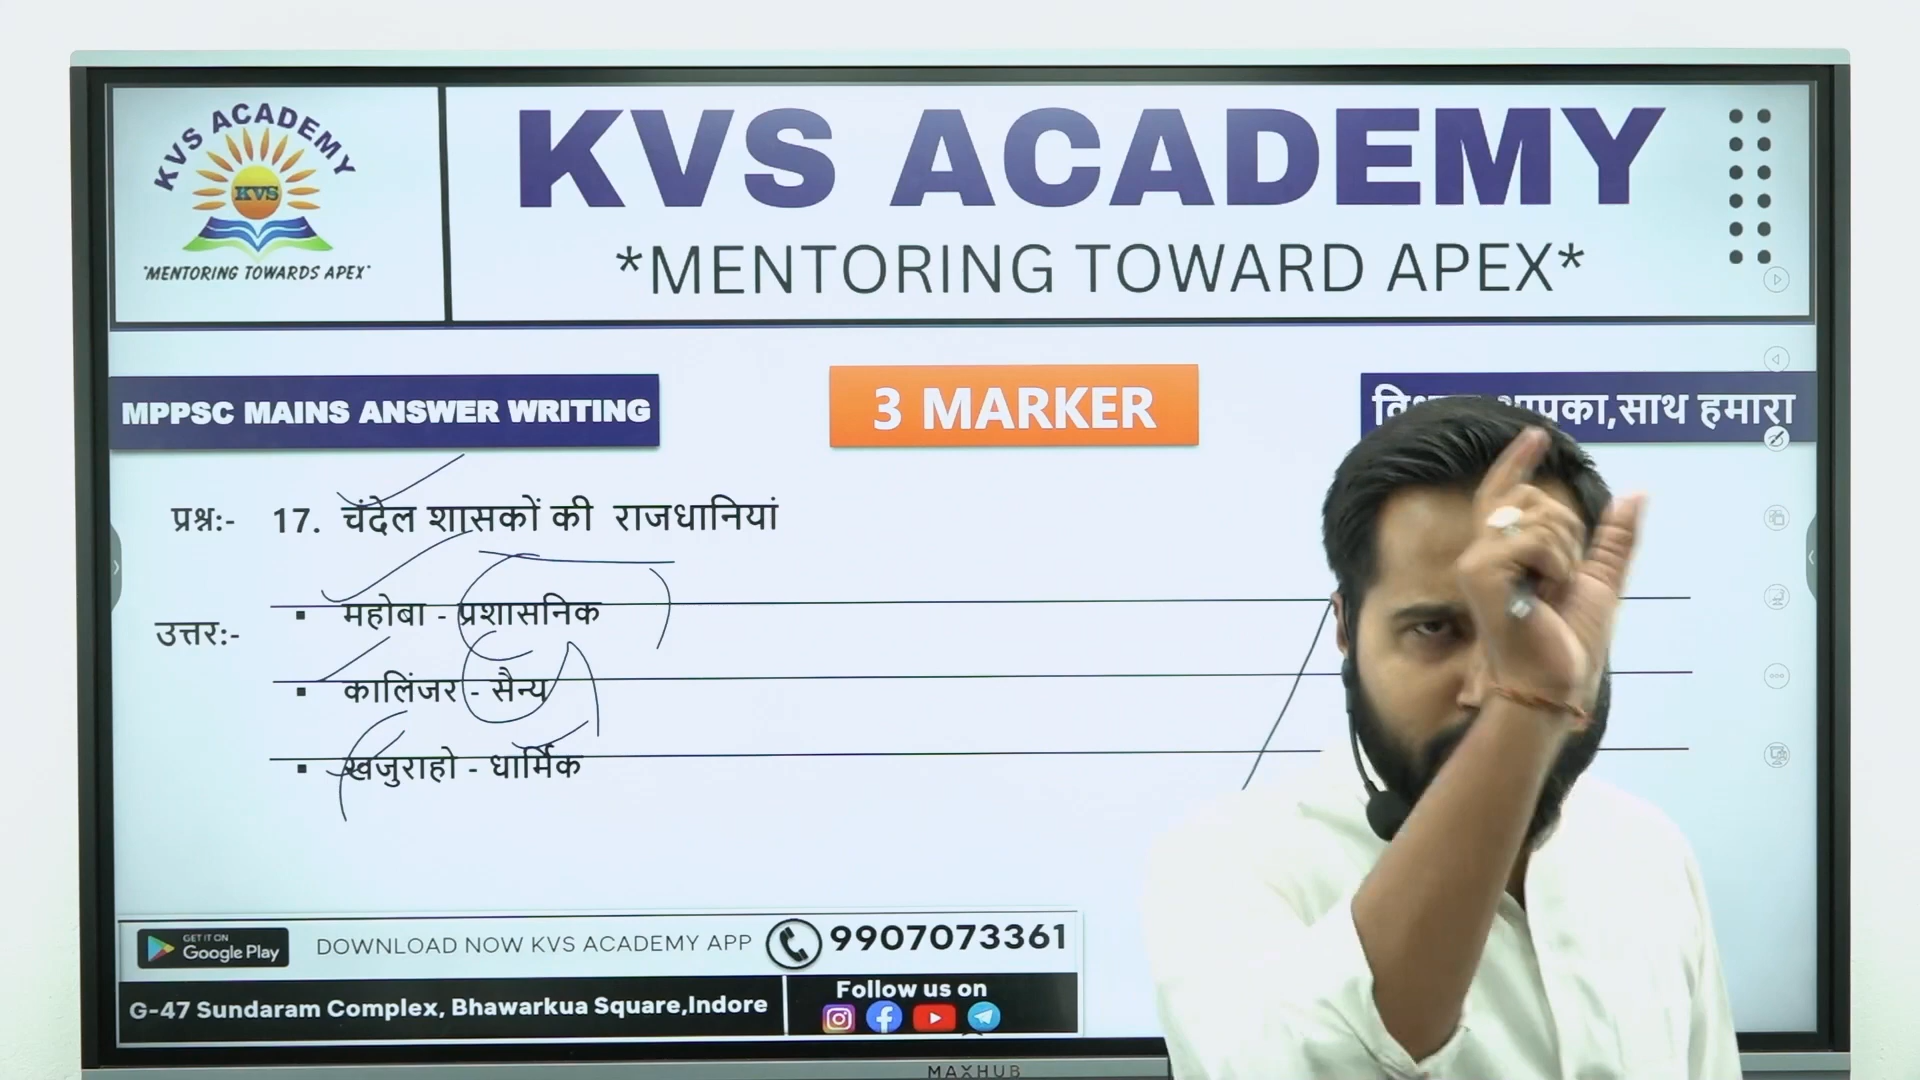 KVS ACADEMY
KVS
"MENTORING TOWARDS APEX"
KVS ACADEMY
*MENTORING TOWARD APEX*
MPPSC MAINS ANSWER WRITING
3 MARKER
आपका,साथ हमारा
प्रश्न:- 17. चंदेल शासकों की राजधानियां
उत्तर:-
▪ महोबा - प्रशासनिक
▪ कालिंजर - सैन्य
▪ खजुराहो - धार्मिक
GET IT ON
Google Play
DOWNLOAD NOW KVS ACADEMY APP
9907073361
G-47 Sundaram Complex, Bhawarkua Square,Indore
Follow us on
MAXHUB